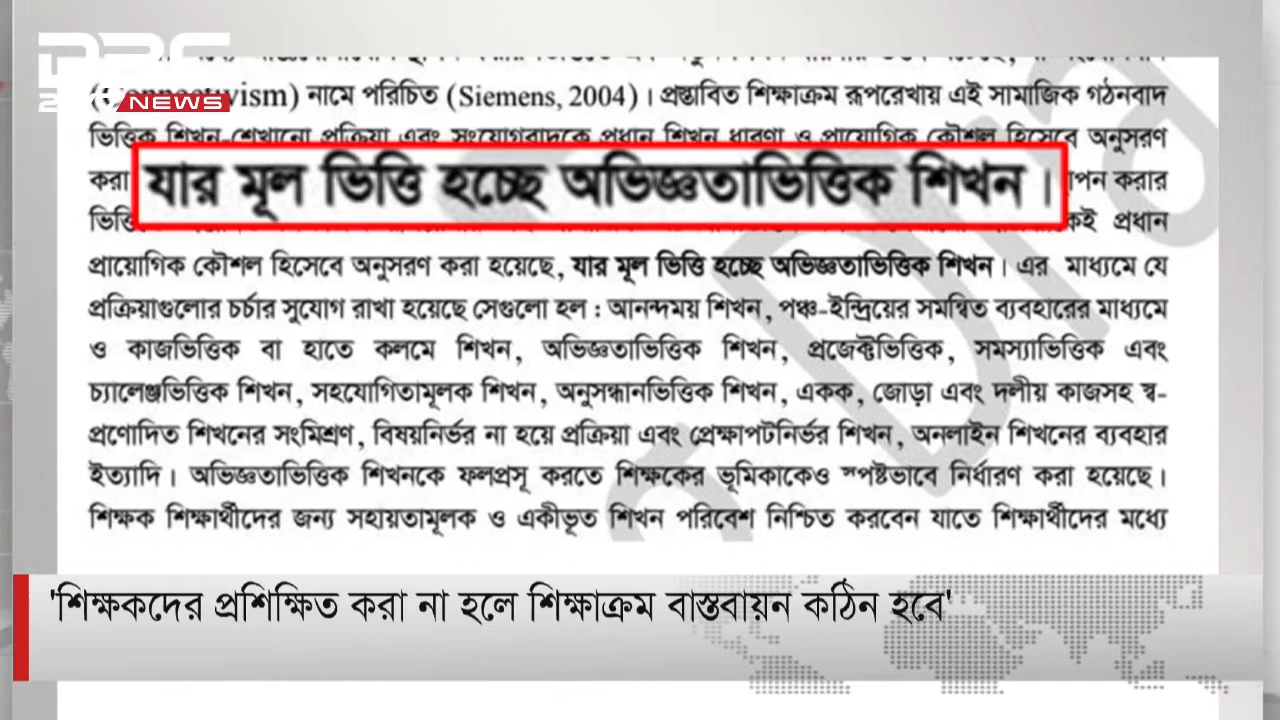 DBC
24/7 NEWS
নামে পরিচিত (Siemens, 2004)। প্রস্তাবিত শিক্ষাক্রম রূপরেখায় এই সামাজিক গঠনবাদ
ভিত্তিক শিখন-শেখানো প্রক্রিয়া এবং সংযোগবাদকে প্রধান শিখন ধারণা ও প্রায়োগিক কৌশল হিসেবে অনুসরণ
করা
যার মূল ভিত্তি হচ্ছে অভিজ্ঞতাভিত্তিক শিখন।
করার
প্রধান
প্রায়োগিক কৌশল হিসেবে অনুসরণ করা হয়েছে, যার মূল ভিত্তি হচ্ছে অভিজ্ঞতাভিত্তিক শিখন। এর মাধ্যমে যে
প্রক্রিয়াগুলোর চর্চার সুযোগ রাখা হয়েছে সেগুলো হল : আনন্দময় শিখন, পঞ্চ-ইন্দ্রিয়ের সমন্বিত ব্যবহারের মাধ্যমে
ও কাজভিত্তিক বা হাতে কলমে শিখন, অভিজ্ঞতাভিত্তিক শিখন, প্রজেক্টভিত্তিক, সমস্যাভিত্তিক এবং
চ্যালেঞ্জভিত্তিক শিখন, সহযোগিতামূলক শিখন, অনুসন্ধানভিত্তিক শিখন, একক, জোড়া এবং দলীয় কাজসহ স্ব-
প্রণোদিত শিখনের সংমিশ্রণ, বিষয়নির্ভর না হয়ে প্রক্রিয়া এবং প্রেক্ষাপটনির্ভর শিখন, অনলাইন শিখনের ব্যবহার
ইত্যাদি। অভিজ্ঞতাভিত্তিক শিখনকে ফলপ্রসূ করতে শিক্ষকের ভূমিকাকেও স্পষ্টভাবে নির্ধারণ করা হয়েছে।
শিক্ষক শিক্ষার্থীদের জন্য সহায়তামূলক ও একীভূত শিখন পরিবেশ নিশ্চিত করবেন যাতে শিক্ষার্থীদের মধ্যে
'শিক্ষকদের প্রশিক্ষিত করা না হলে শিক্ষাক্রম বাস্তবায়ন কঠিন হবে'